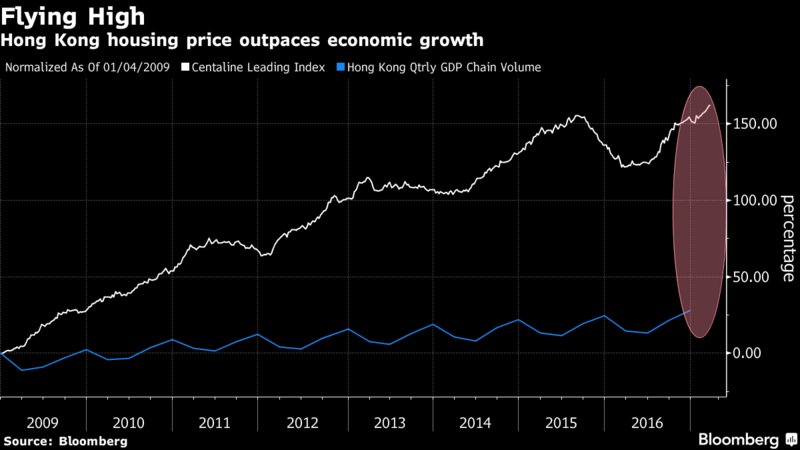 Flying High
Hong Kong housing price outpaces economic growth
Normalized As Of 01/04/2009 Centaline Leading Index Hong Kong Qtrly GDP Chain Volume
150.00
100.00
50.00
0.00
percentage
2009 2010 2011 2012 2013 2014 2015 2016
Source: Bloomberg
Bloomberg